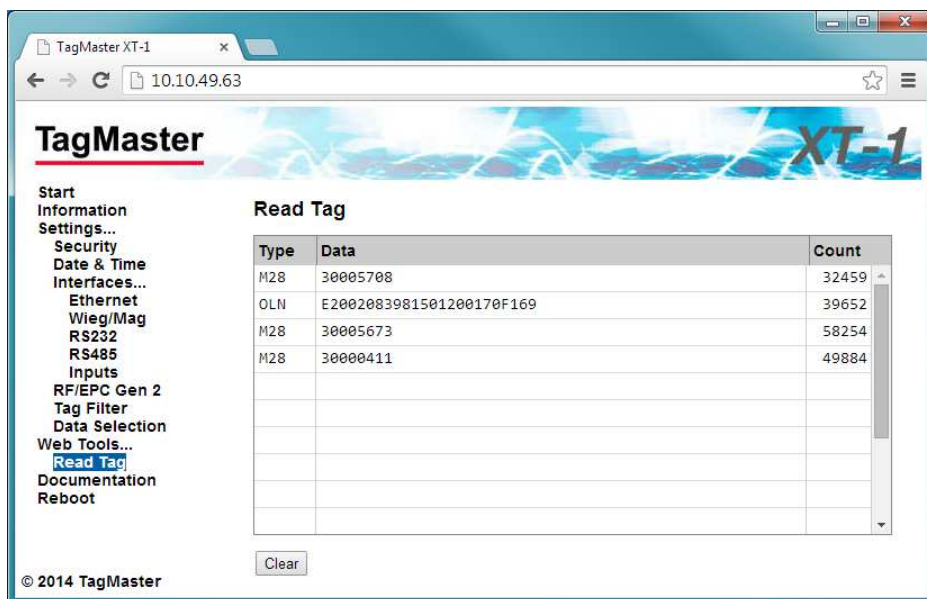 TagMaster XT-1
10.10.49.63
TagMaster
XT-1
Start
Information
Settings...
Security
Date & Time
Interfaces...
Ethernet
Wieg/Mag
RS232
RS485
Inputs
RF/EPC Gen 2
Tag Filter
Data Selection
Web Tools...
Read Tag
Documentation
Reboot
© 2014 TagMaster
Read Tag
Type Data Count
M28 30005708 32459
OLN E2002083981501200170F169 39652
M28 30005673 58254
M28 30000411 49884
Clear